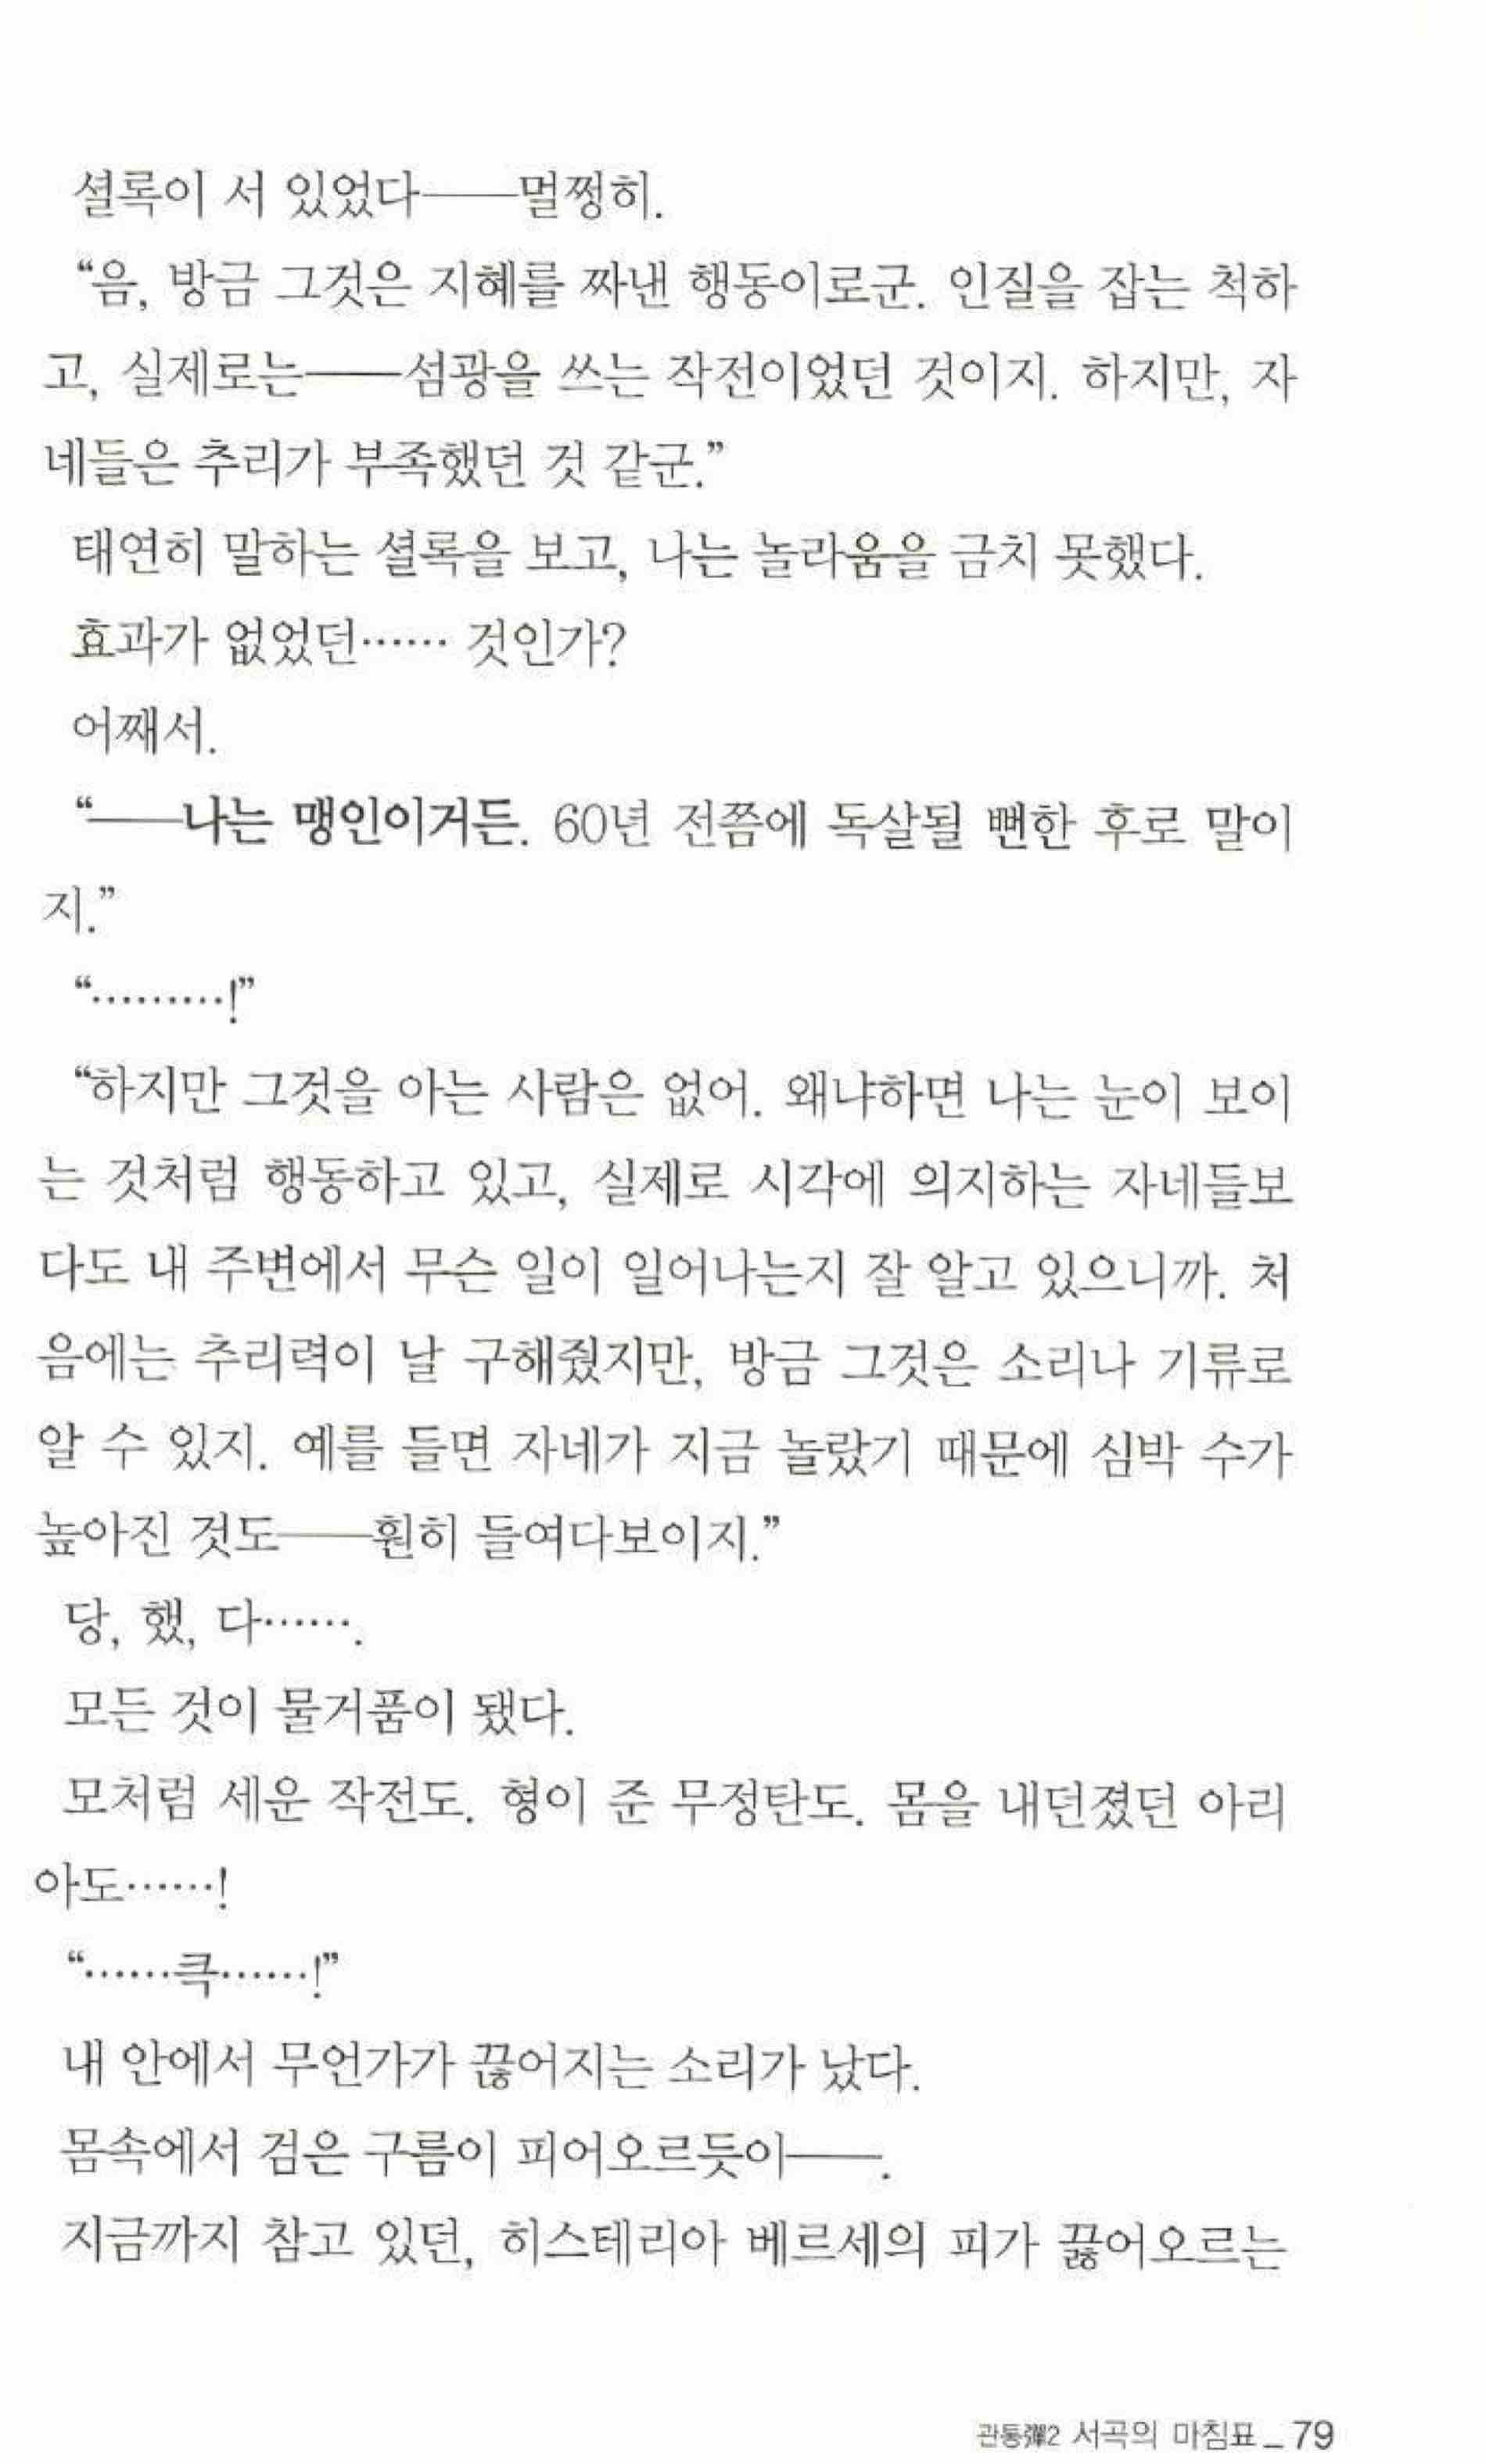 셜록이 서 있었다――멀쩡히.
“음, 방금 그것은 지혜를 짜낸 행동이로군. 인질을 잡는 척하
고, 실제로는――섬광을 쓰는 작전이었던 것이지. 하지만, 자
네들은 추리가 부족했던 것 같군.”
태연히 말하는 셜록을 보고, 나는 놀라움을 금치 못했다.
효과가 없었던…… 것인가?
어째서.
“――나는 맹인이거든. 60년 전쯤에 독살될 뻔한 후로 말이
지.”
“………!”
“하지만 그것을 아는 사람은 없어. 왜냐하면 나는 눈이 보이
는 것처럼 행동하고 있고, 실제로 시각에 의지하는 자네들보
다도 내 주변에서 무슨 일이 일어나는지 잘 알고 있으니까. 처
음에는 추리력이 날 구해줬지만, 방금 그것은 소리나 기류로
알 수 있지. 예를 들면 자네가 지금 놀랐기 때문에 심박 수가
높아진 것도――훤히 들여다보이지.”
당, 했, 다…….
모든 것이 물거품이 됐다.
모처럼 세운 작전도. 형이 준 무정탄도. 몸을 내던졌던 아리
아도……!
“……큭……!”
내 안에서 무언가가 끊어지는 소리가 났다.
몸속에서 검은 구름이 피어오르듯이――.
지금까지 참고 있던, 히스테리아 베르세의 피가 끓어오르는
관통彈2 서곡의 마침표_79